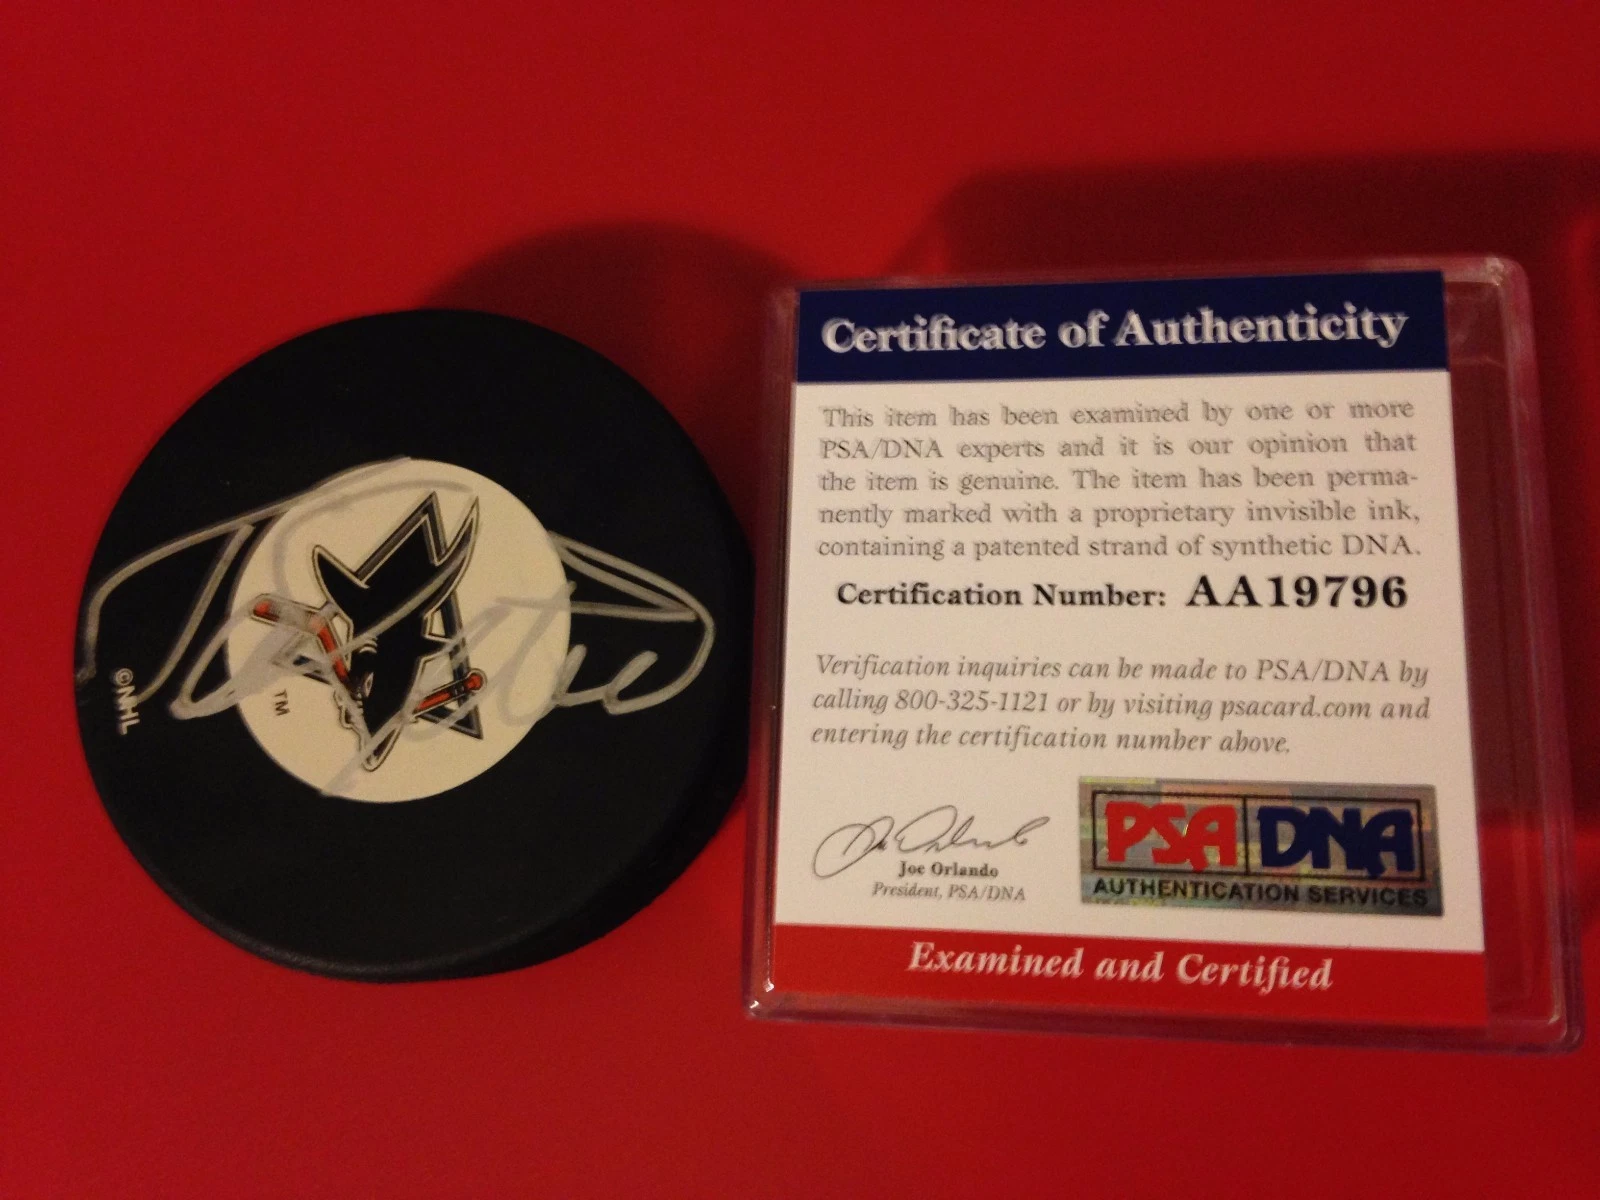 ©NHL
TM
Certificate of Authenticity
This item has been examined by one or more
PSA/DNA experts and it is our opinion that
the item is genuine. The item has been perma-
nently marked with a proprietary invisible ink,
containing a patented strand of synthetic DNA.
Certification Number: AA19796
Verification inquiries can be made to PSA/DNA by
calling 800-325-1121 or by visiting psacard.com and
entering the certification number above.
Joe Orlando
President, PSA/DNA
PSA DNA
AUTHENTICATION SERVICES
Examined and Certified